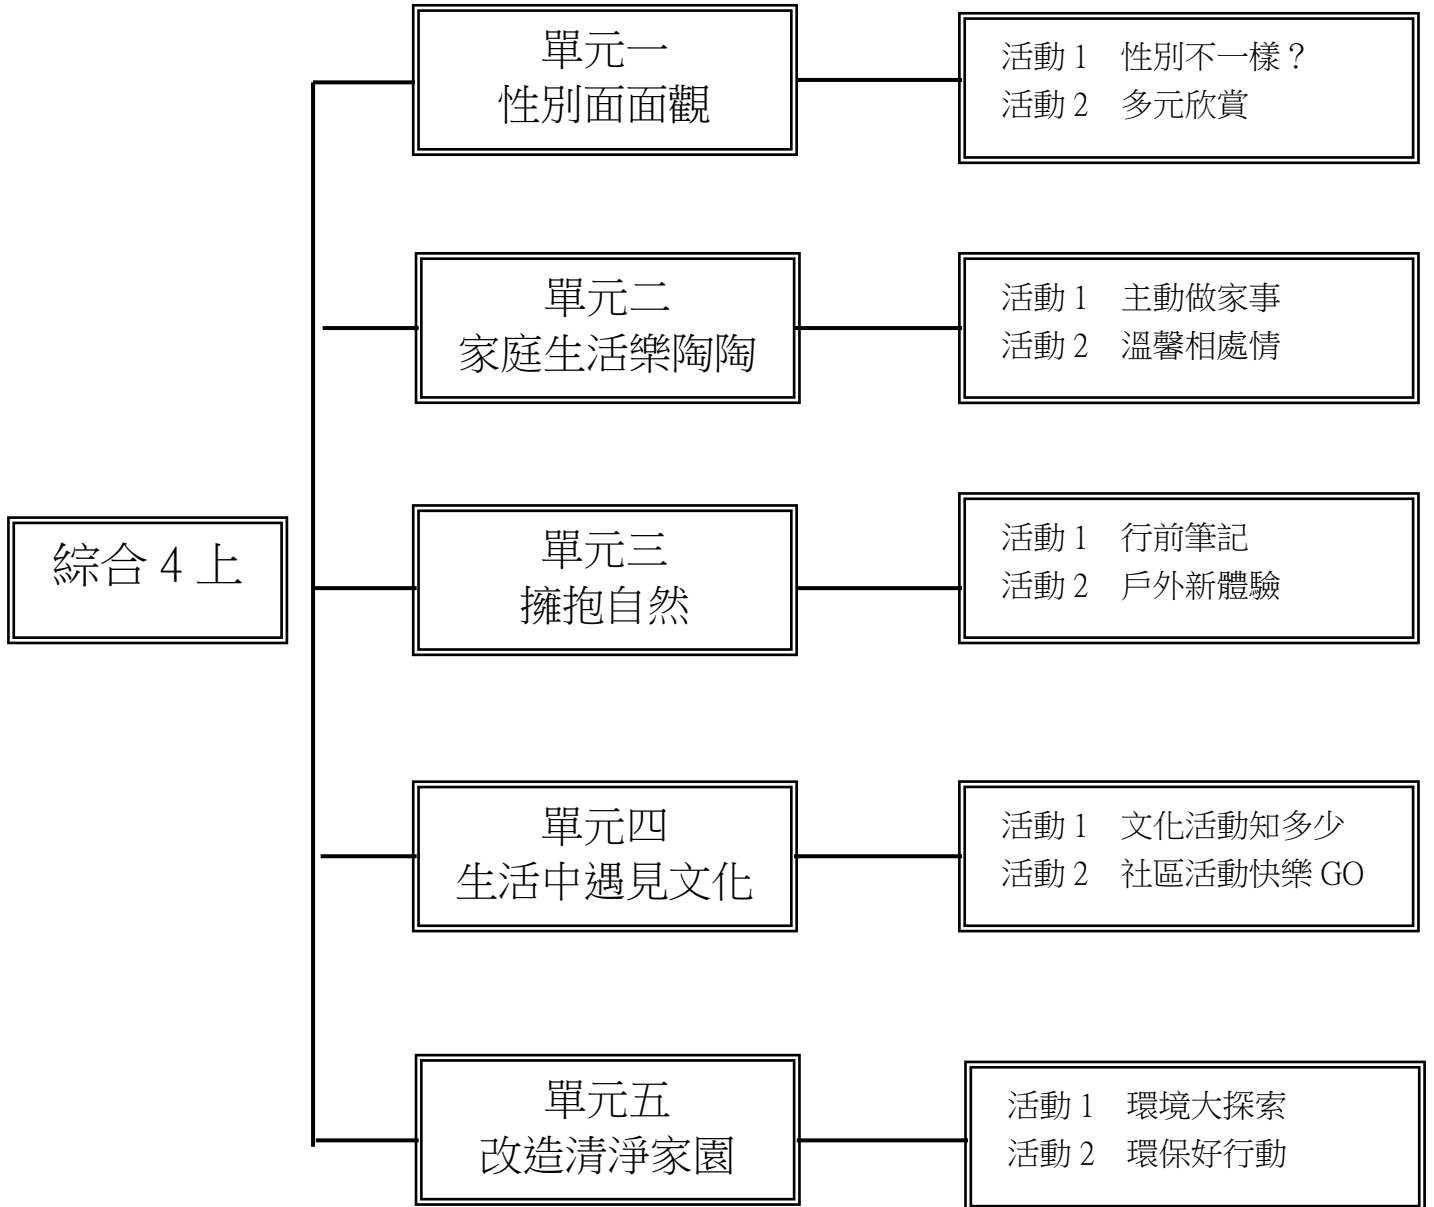 綜合 4 上
單元一
性別面面觀
活動 1　性別不一樣？
活動 2　多元欣賞
單元二
家庭生活樂陶陶
活動 1　主動做家事
活動 2　溫馨相處情
單元三
擁抱自然
活動 1　行前筆記
活動 2　戶外新體驗
單元四
生活中遇見文化
活動 1　文化活動知多少
活動 2　社區活動快樂 GO
單元五
改造清淨家園
活動 1　環境大探索
活動 2　環保好行動